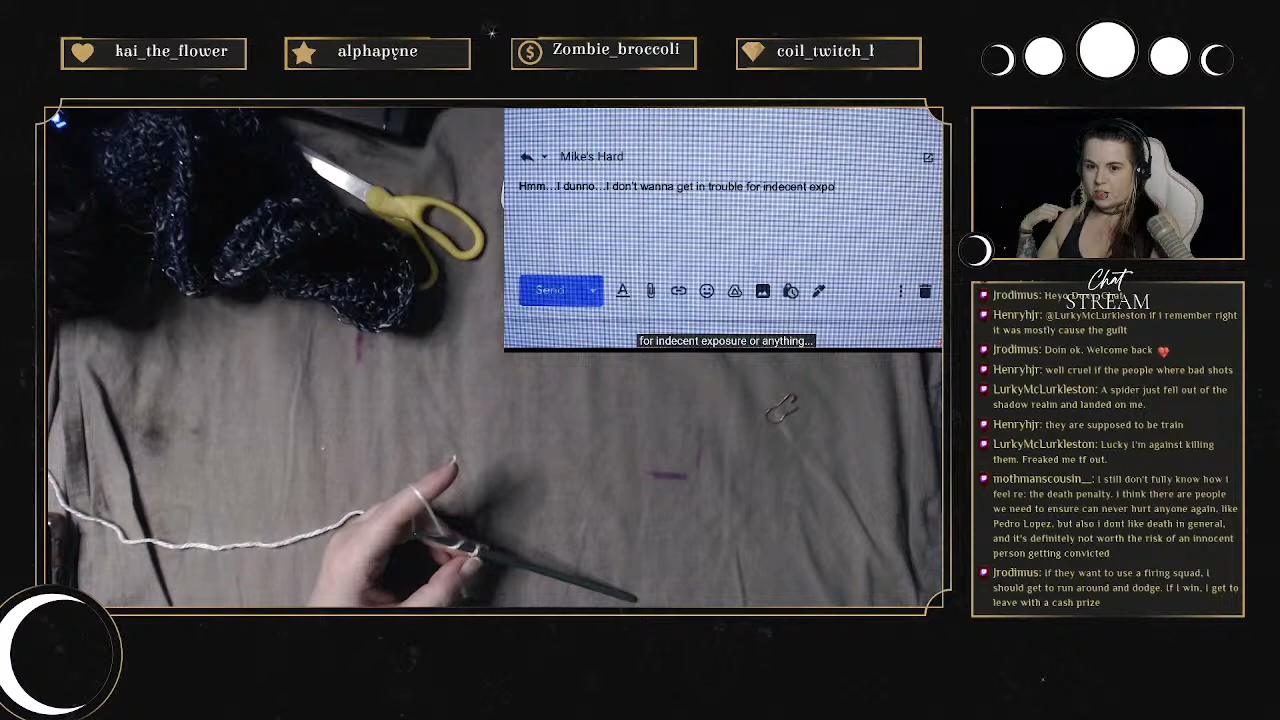 kai_the_flower
alphapyne
Zombie_broccoli
coil_twitch_
Mike's Hard
Hmm...I dunno...I don't wanna get in trouble for indecent expo
Send
for indecent exposure or anything...
Chat
STREAM
Jrodimus: Heyo
Henryhjr: @LurkyMcLurkleston if i remember right
it was mostly cause the guilt
Jrodimus: Doin ok. Welcome back
Henryhjr: well cruel if the people where bad shots
LurkyMcLurkleston: A spider just fell out of the
shadow realm and landed on me.
Henryhjr: they are supposed to be train
LurkyMcLurkleston: Lucky I'm against killing
them. Freaked me tf out.
mothmanscousin__: i still don't fully know how i
feel re: the death penalty. i think there are people
we need to ensure can never hurt anyone again, like
Pedro Lopez, but also i dont like death in general,
and it's definitely not worth the risk of an innocent
person getting convicted
Jrodimus: if they want to use a firing squad, I
should get to run around and dodge. If I win, i get to
leave with a cash prize